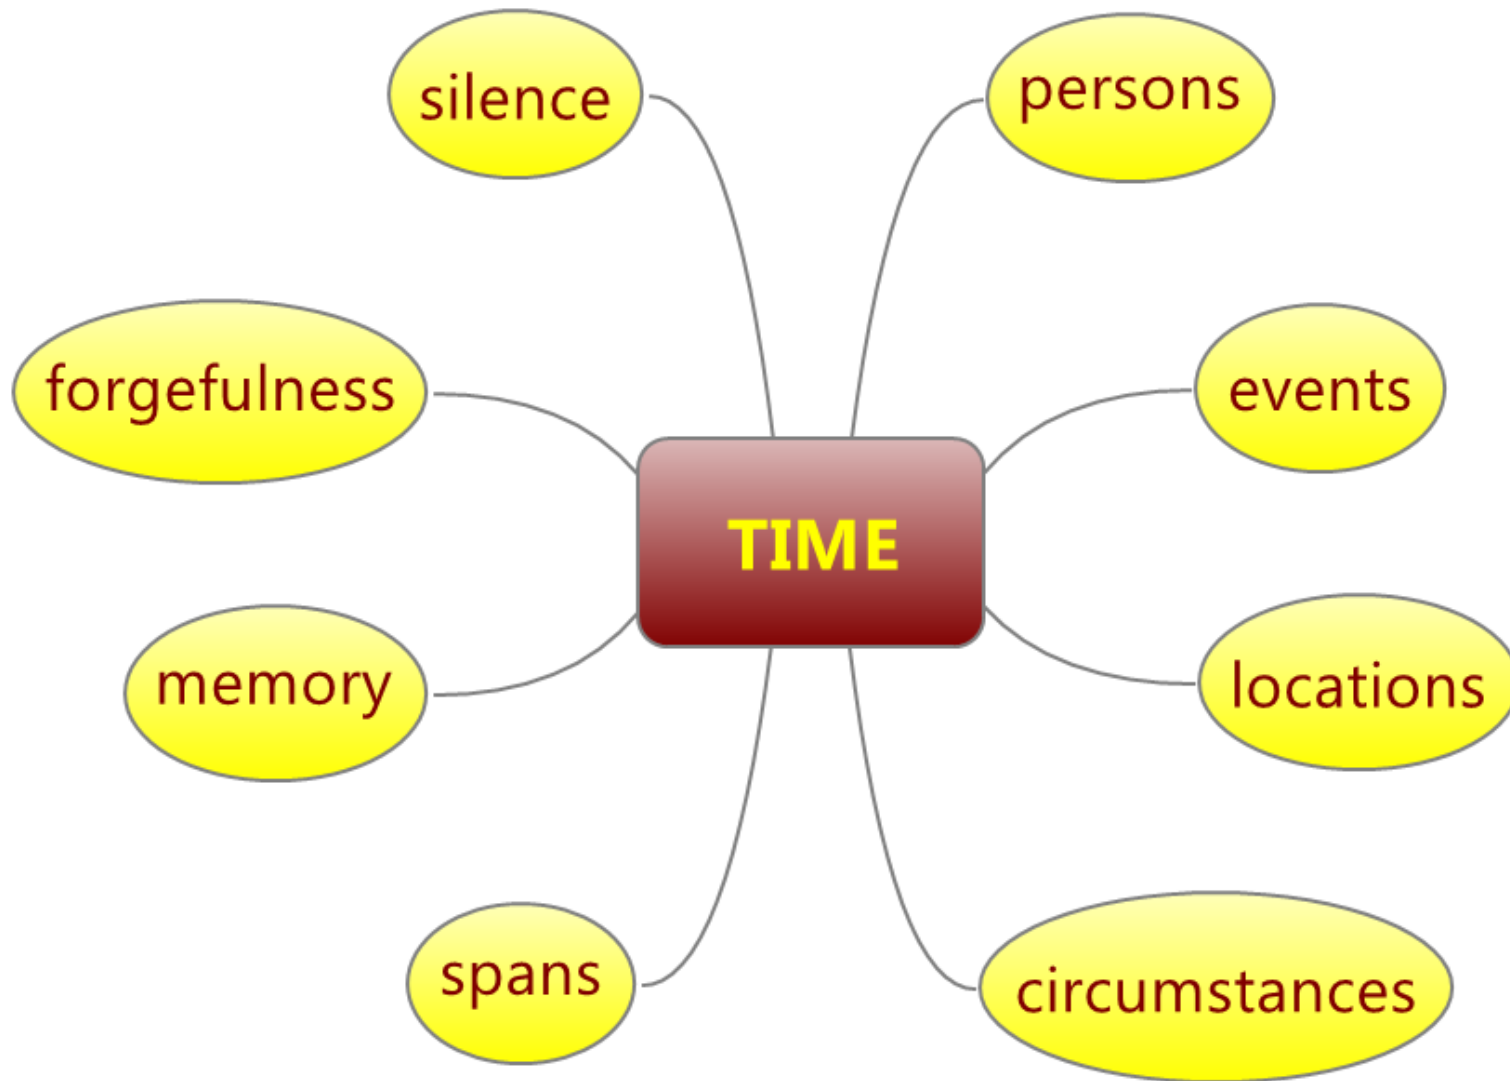 silence
persons
forgefulness
events
TIME
memory
locations
spans
circumstances